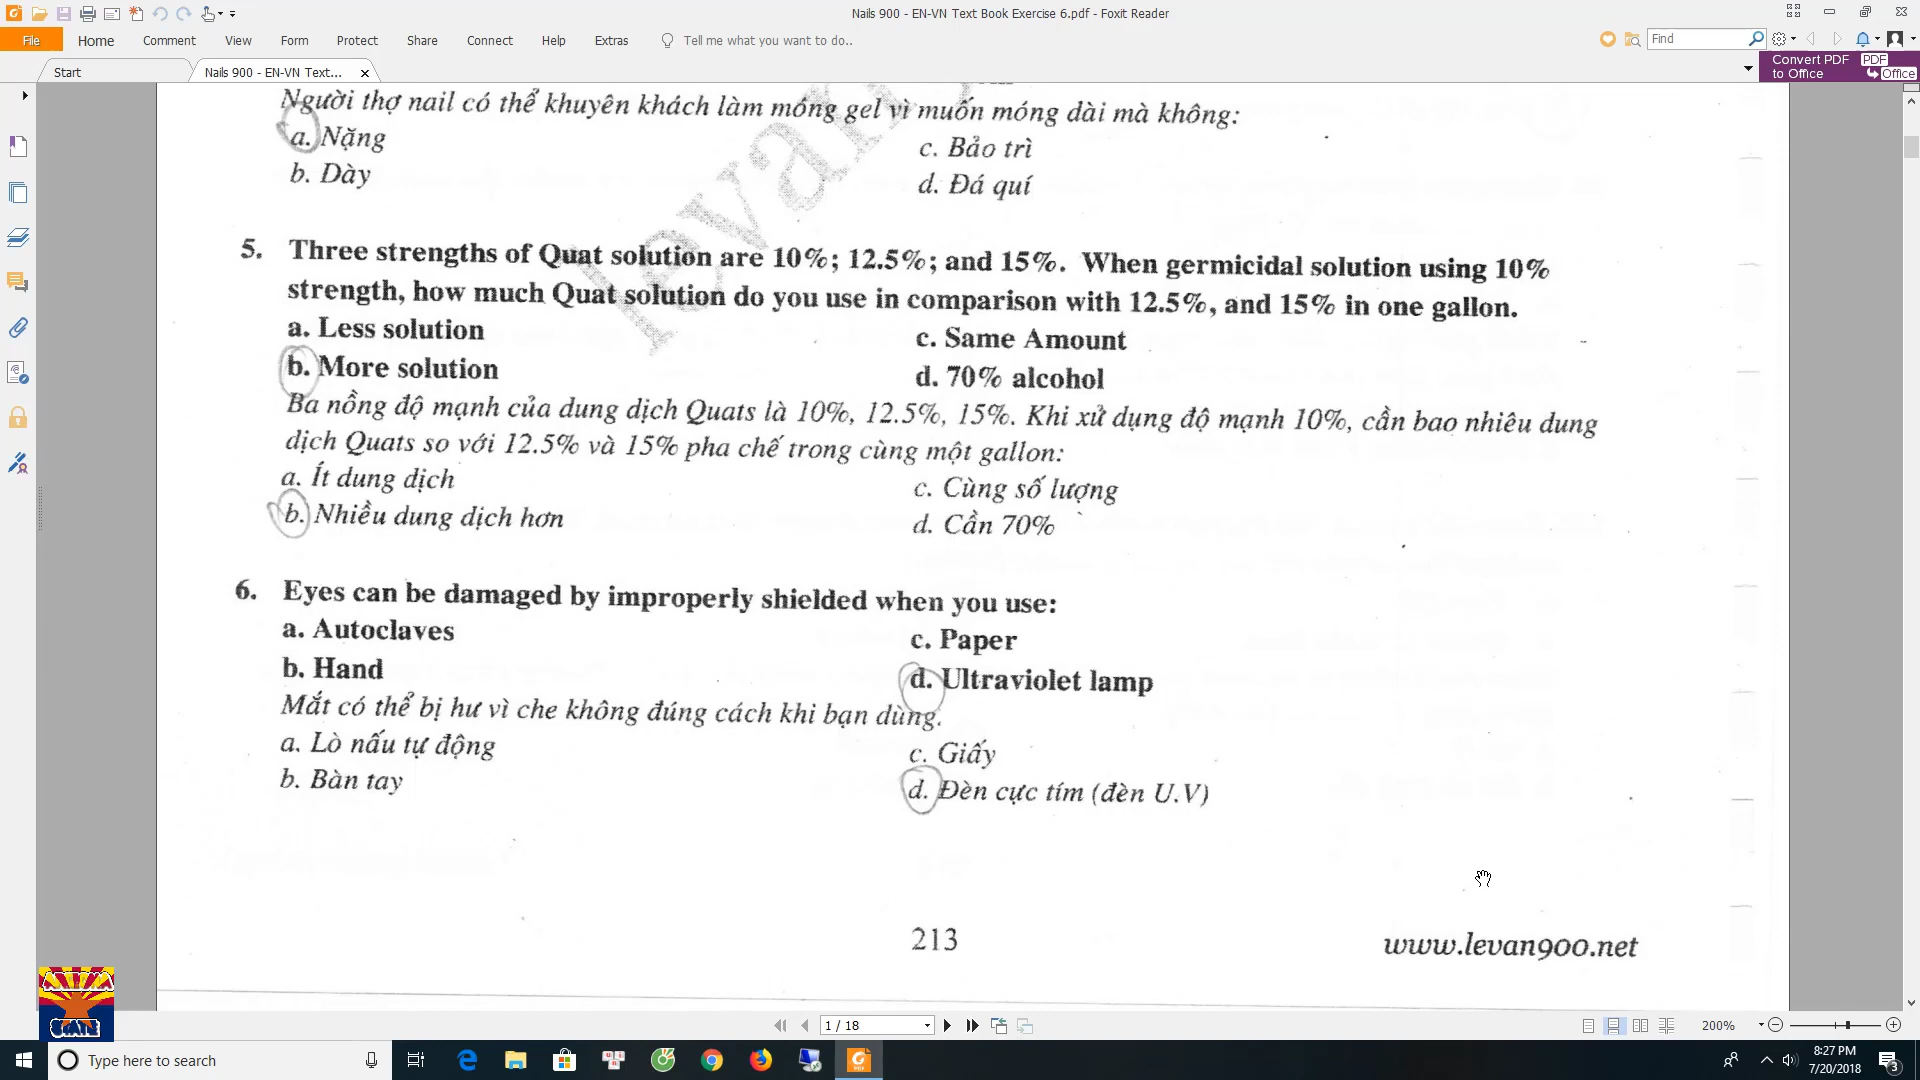 Nails 900 - EN-VN Text Book Exercise 6.pdf - Foxit Reader
File Home Comment View Form Protect Share Connect Help Extras Tell me what you want to do.. Find
Start Nails 900 - EN-VN Text... Convert PDF to Office PDF Office
Người thợ nail có thể khuyên khách làm móng gel vì muốn móng dài mà không:
a. Nặng c. Bảo trì
b. Dày d. Đá quí
levan
5. Three strengths of Quat solution are 10%; 12.5%; and 15%. When germicidal solution using 10%
strength, how much Quat solution do you use in comparison with 12.5%, and 15% in one gallon.
a. Less solution c. Same Amount
b. More solution d. 70% alcohol
Ba nồng độ mạnh của dung dịch Quats là 10%, 12.5%, 15%. Khi xử dụng độ mạnh 10%, cần bao nhiêu dung
dịch Quats so với 12.5% và 15% pha chế trong cùng một gallon:
a. Ít dung dịch c. Cùng số lượng
b. Nhiều dung dịch hơn d. Cần 70%
6. Eyes can be damaged by improperly shielded when you use:
a. Autoclaves c. Paper
b. Hand d. Ultraviolet lamp
Mắt có thể bị hư vì che không đúng cách khi bạn dùng.
a. Lò nấu tự động c. Giấy
b. Bàn tay d. Đèn cực tím (đèn U.V)
213
www.levan900.net
ARIZONA
STATE
1 / 18 200%
Type here to search
8:27 PM
7/20/2018
3